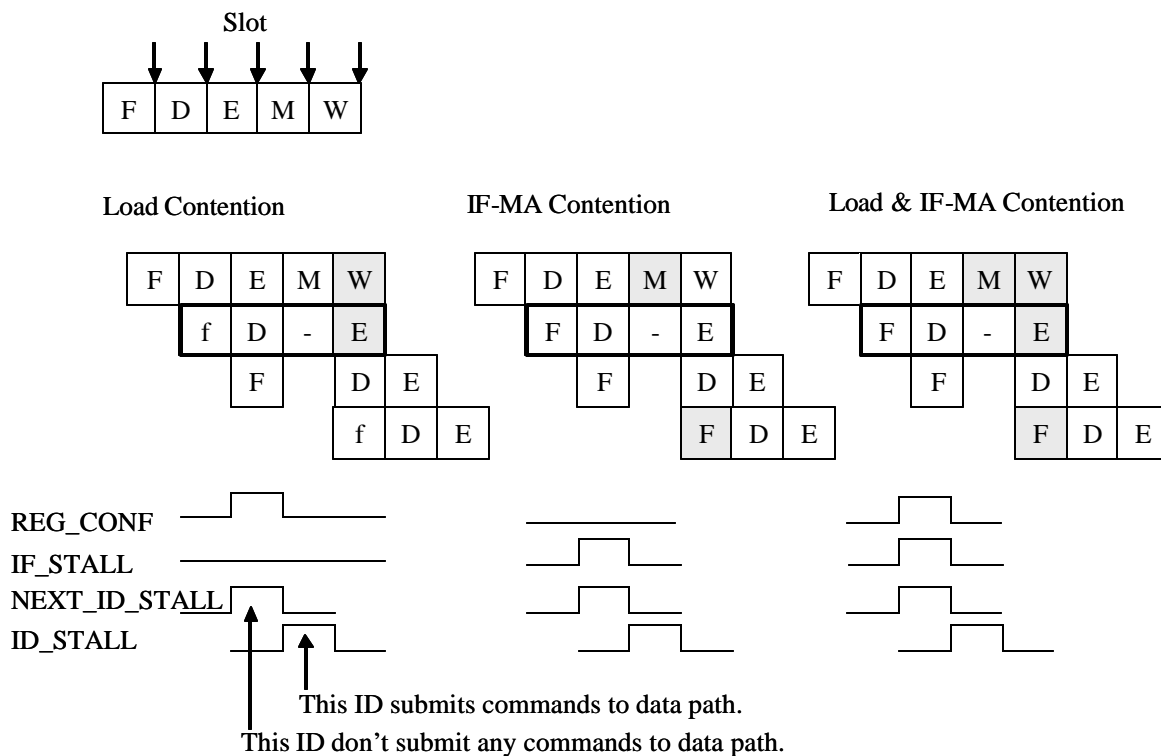 Slot
F D E M W
Load Contention IF-MA Contention Load & IF-MA Contention
F D E M W F D E M W F D E M W
f D - E F D - E F D - E
F D E F D E F D E
f D E F D E F D E
REG_CONF
IF_STALL
NEXT_ID_STALL
ID_STALL
This ID submits commands to data path.
This ID don't submit any commands to data path.